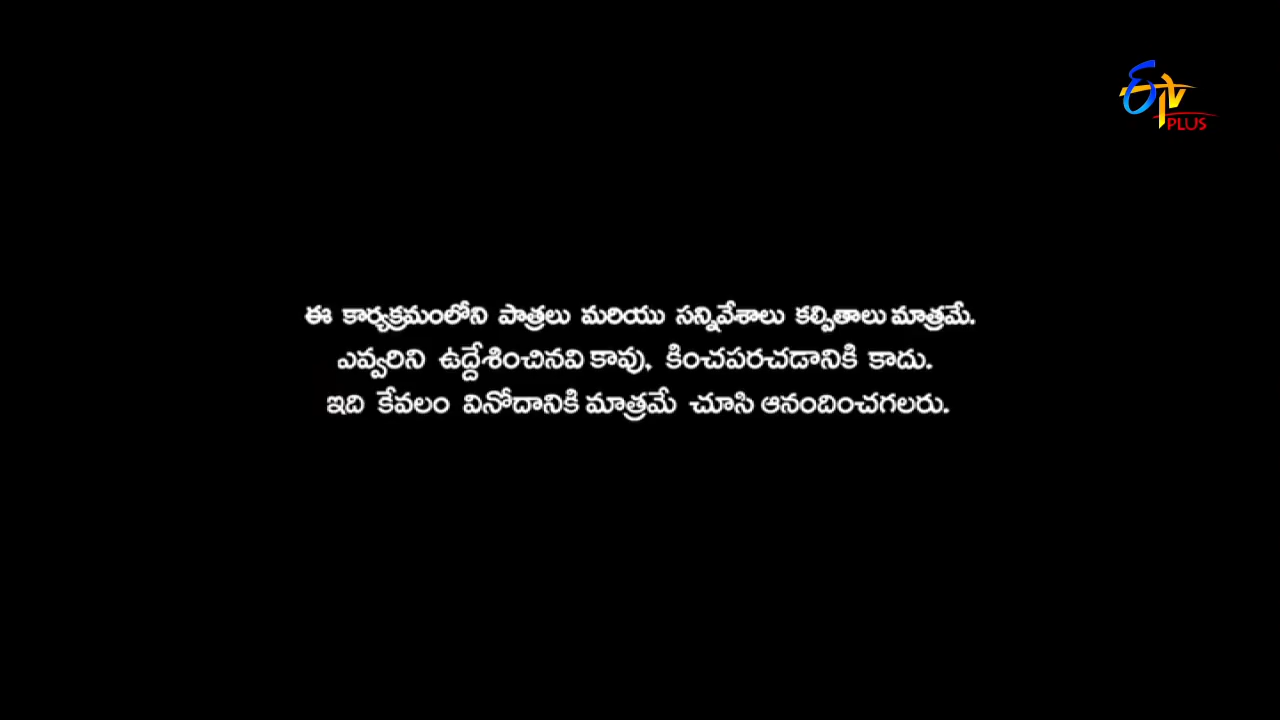 ETV
PLUS
ఈ కార్యక్రమంలోని పాత్రలు మరియు సన్నివేశాలు కల్పితాలు మాత్రమే.
ఎవ్వరిని ఉద్దేశించినవి కావు. కించపరచడానికి కాదు.
ఇది కేవలం వినోదానికి మాత్రమే చూసి ఆనందించగలరు.